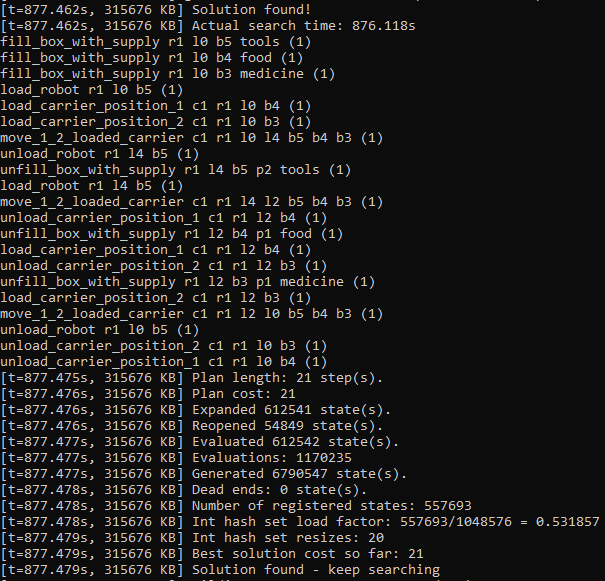 [t=877.462s, 315676 KB] Solution found!
[t=877.462s, 315676 KB] Actual search time: 876.118s
fill_box_with_supply r1 l0 b5 tools (1)
fill_box_with_supply r1 l0 b4 food (1)
fill_box_with_supply r1 l0 b3 medicine (1)
load_robot r1 l0 b5 (1)
load_carrier_position_1 c1 r1 l0 b4 (1)
load_carrier_position_2 c1 r1 l0 b3 (1)
move_1_2_loaded_carrier c1 r1 l0 l4 b5 b4 b3 (1)
unload_robot r1 l4 b5 (1)
unfill_box_with_supply r1 l4 b5 p2 tools (1)
load_robot r1 l4 b5 (1)
move_1_2_loaded_carrier c1 r1 l4 l2 b5 b4 b3 (1)
unload_carrier_position_1 c1 r1 l2 b4 (1)
unfill_box_with_supply r1 l2 b4 p1 food (1)
load_carrier_position_1 c1 r1 l2 b4 (1)
unload_carrier_position_2 c1 r1 l2 b3 (1)
unfill_box_with_supply r1 l2 b3 p1 medicine (1)
load_carrier_position_2 c1 r1 l2 b3 (1)
move_1_2_loaded_carrier c1 r1 l2 l0 b5 b4 b3 (1)
unload_robot r1 l0 b5 (1)
unload_carrier_position_2 c1 r1 l0 b3 (1)
unload_carrier_position_1 c1 r1 l0 b4 (1)
[t=877.475s, 315676 KB] Plan length: 21 step(s).
[t=877.476s, 315676 KB] Plan cost: 21
[t=877.476s, 315676 KB] Expanded 612541 state(s).
[t=877.476s, 315676 KB] Reopened 54849 state(s).
[t=877.477s, 315676 KB] Evaluated 612542 state(s).
[t=877.477s, 315676 KB] Evaluations: 1170235
[t=877.477s, 315676 KB] Generated 6790547 state(s).
[t=877.478s, 315676 KB] Dead ends: 0 state(s).
[t=877.478s, 315676 KB] Number of registered states: 557693
[t=877.478s, 315676 KB] Int hash set load factor: 557693/1048576 = 0.531857
[t=877.479s, 315676 KB] Int hash set resizes: 20
[t=877.479s, 315676 KB] Best solution cost so far: 21
[t=877.479s, 315676 KB] Solution found - keep searching